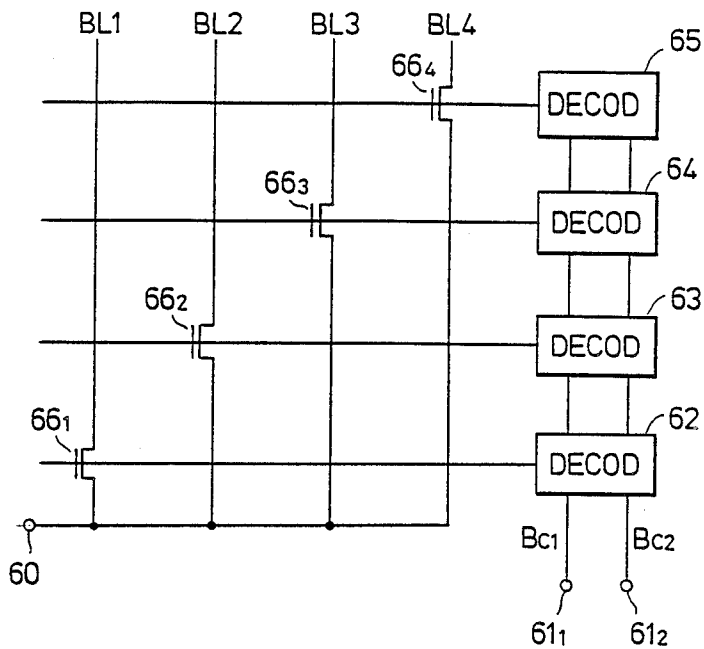 BL1 BL2 BL3 BL4
65
66₄
DECOD
64
66₃
DECOD
63
66₂
DECOD
62
66₁
DECOD
60
Bc1 Bc2
61₁ 61₂